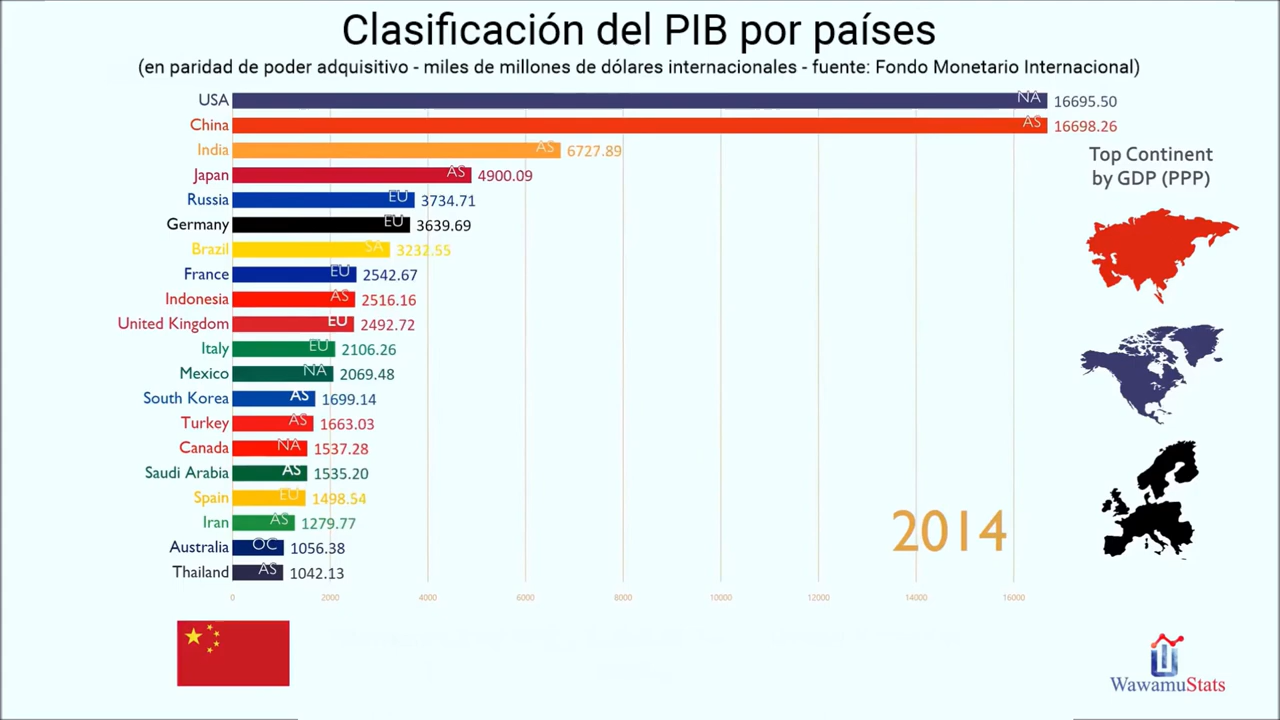 Clasificación del PIB por países
(en paridad de poder adquisitivo - miles de millones de dólares internacionales - fuente: Fondo Monetario Internacional)
USA NA 16695.50
China AS 16698.26
India AS 6727.89
Japan AS 4900.09
Russia EU 3734.71
Germany EU 3639.69
Brazil SA 3232.55
France EU 2542.67
Indonesia AS 2516.16
United Kingdom EU 2492.72
Italy EU 2106.26
Mexico NA 2069.48
South Korea AS 1699.14
Turkey AS 1663.03
Canada NA 1537.28
Saudi Arabia AS 1535.20
Spain EU 1498.54
Iran AS 1279.77
Australia OC 1056.38
Thailand AS 1042.13
0 2000 4000 6000 8000 10000 12000 14000 16000
Top Continent
by GDP (PPP)
2014
WawamuStats